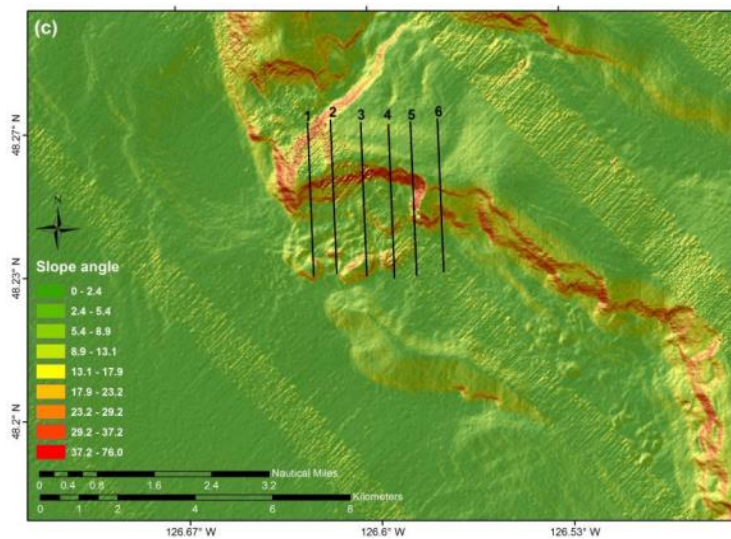 (c)
48.27° N
48.23° N
48.2° N
1 2 3 4 5 6
Slope angle
0 - 2.4
2.4 - 5.4
5.4 - 8.9
8.9 - 13.1
13.1 - 17.9
17.9 - 23.2
23.2 - 29.2
29.2 - 37.2
37.2 - 76.0
Nautical Miles
0 0.4 0.8 1.6 2.4 3.2
Kilometers
0 1 2 4 6 8
126.67° W 126.6° W 126.53° W